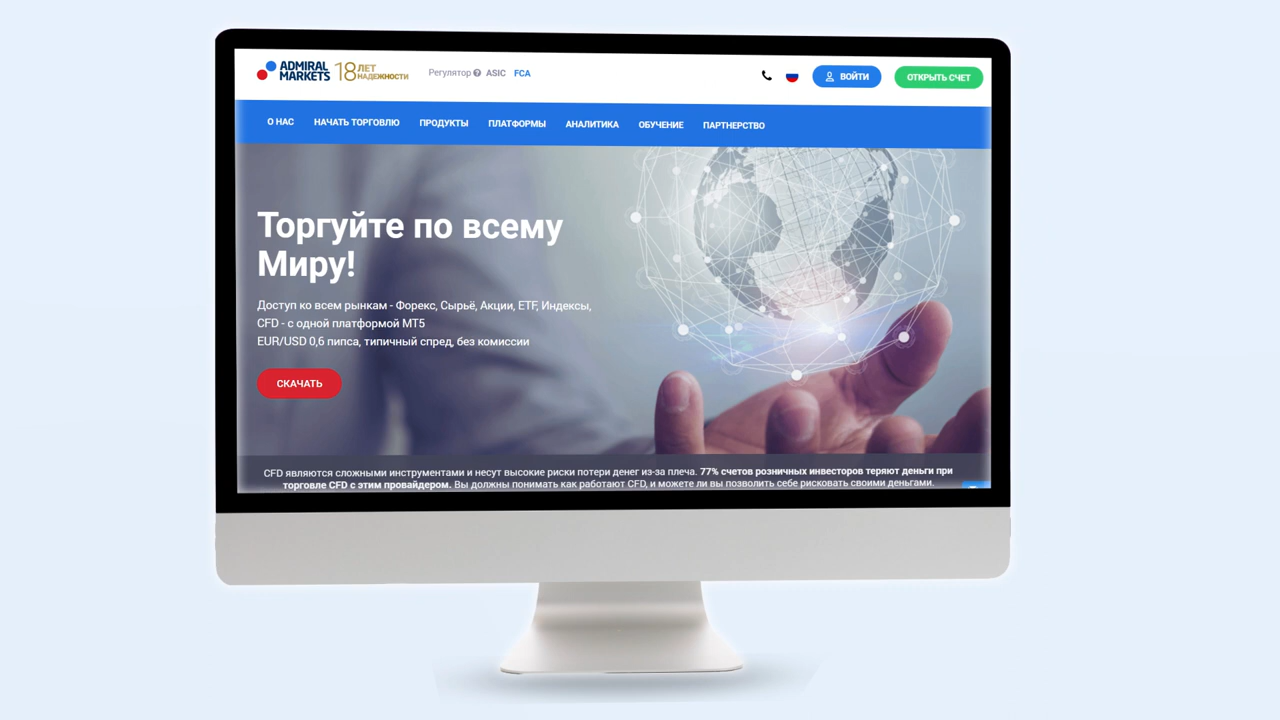 ADMIRAL
MARKETS
18 ЛЕТ
НАДЕЖНОСТИ
Регулятор ? ASIC FCA
ВОЙТИ
ОТКРЫТЬ СЧЕТ
О НАС НАЧАТЬ ТОРГОВЛЮ ПРОДУКТЫ ПЛАТФОРМЫ АНАЛИТИКА ОБУЧЕНИЕ ПАРТНЕРСТВО
Торгуйте по всему
Миру!
Доступ ко всем рынкам - Форекс, Сырьё, Акции, ETF, Индексы,
CFD - с одной платформой MT5
EUR/USD 0,6 пипса, типичный спред, без комиссии
СКАЧАТЬ
CFD являются сложными инструментами и несут высокие риски потери денег из-за плеча. 77% счетов розничных инвесторов теряют деньги при
торговле CFD с этим провайдером. Вы должны понимать как работают CFD, и можете ли вы позволить себе рисковать своими деньгами.